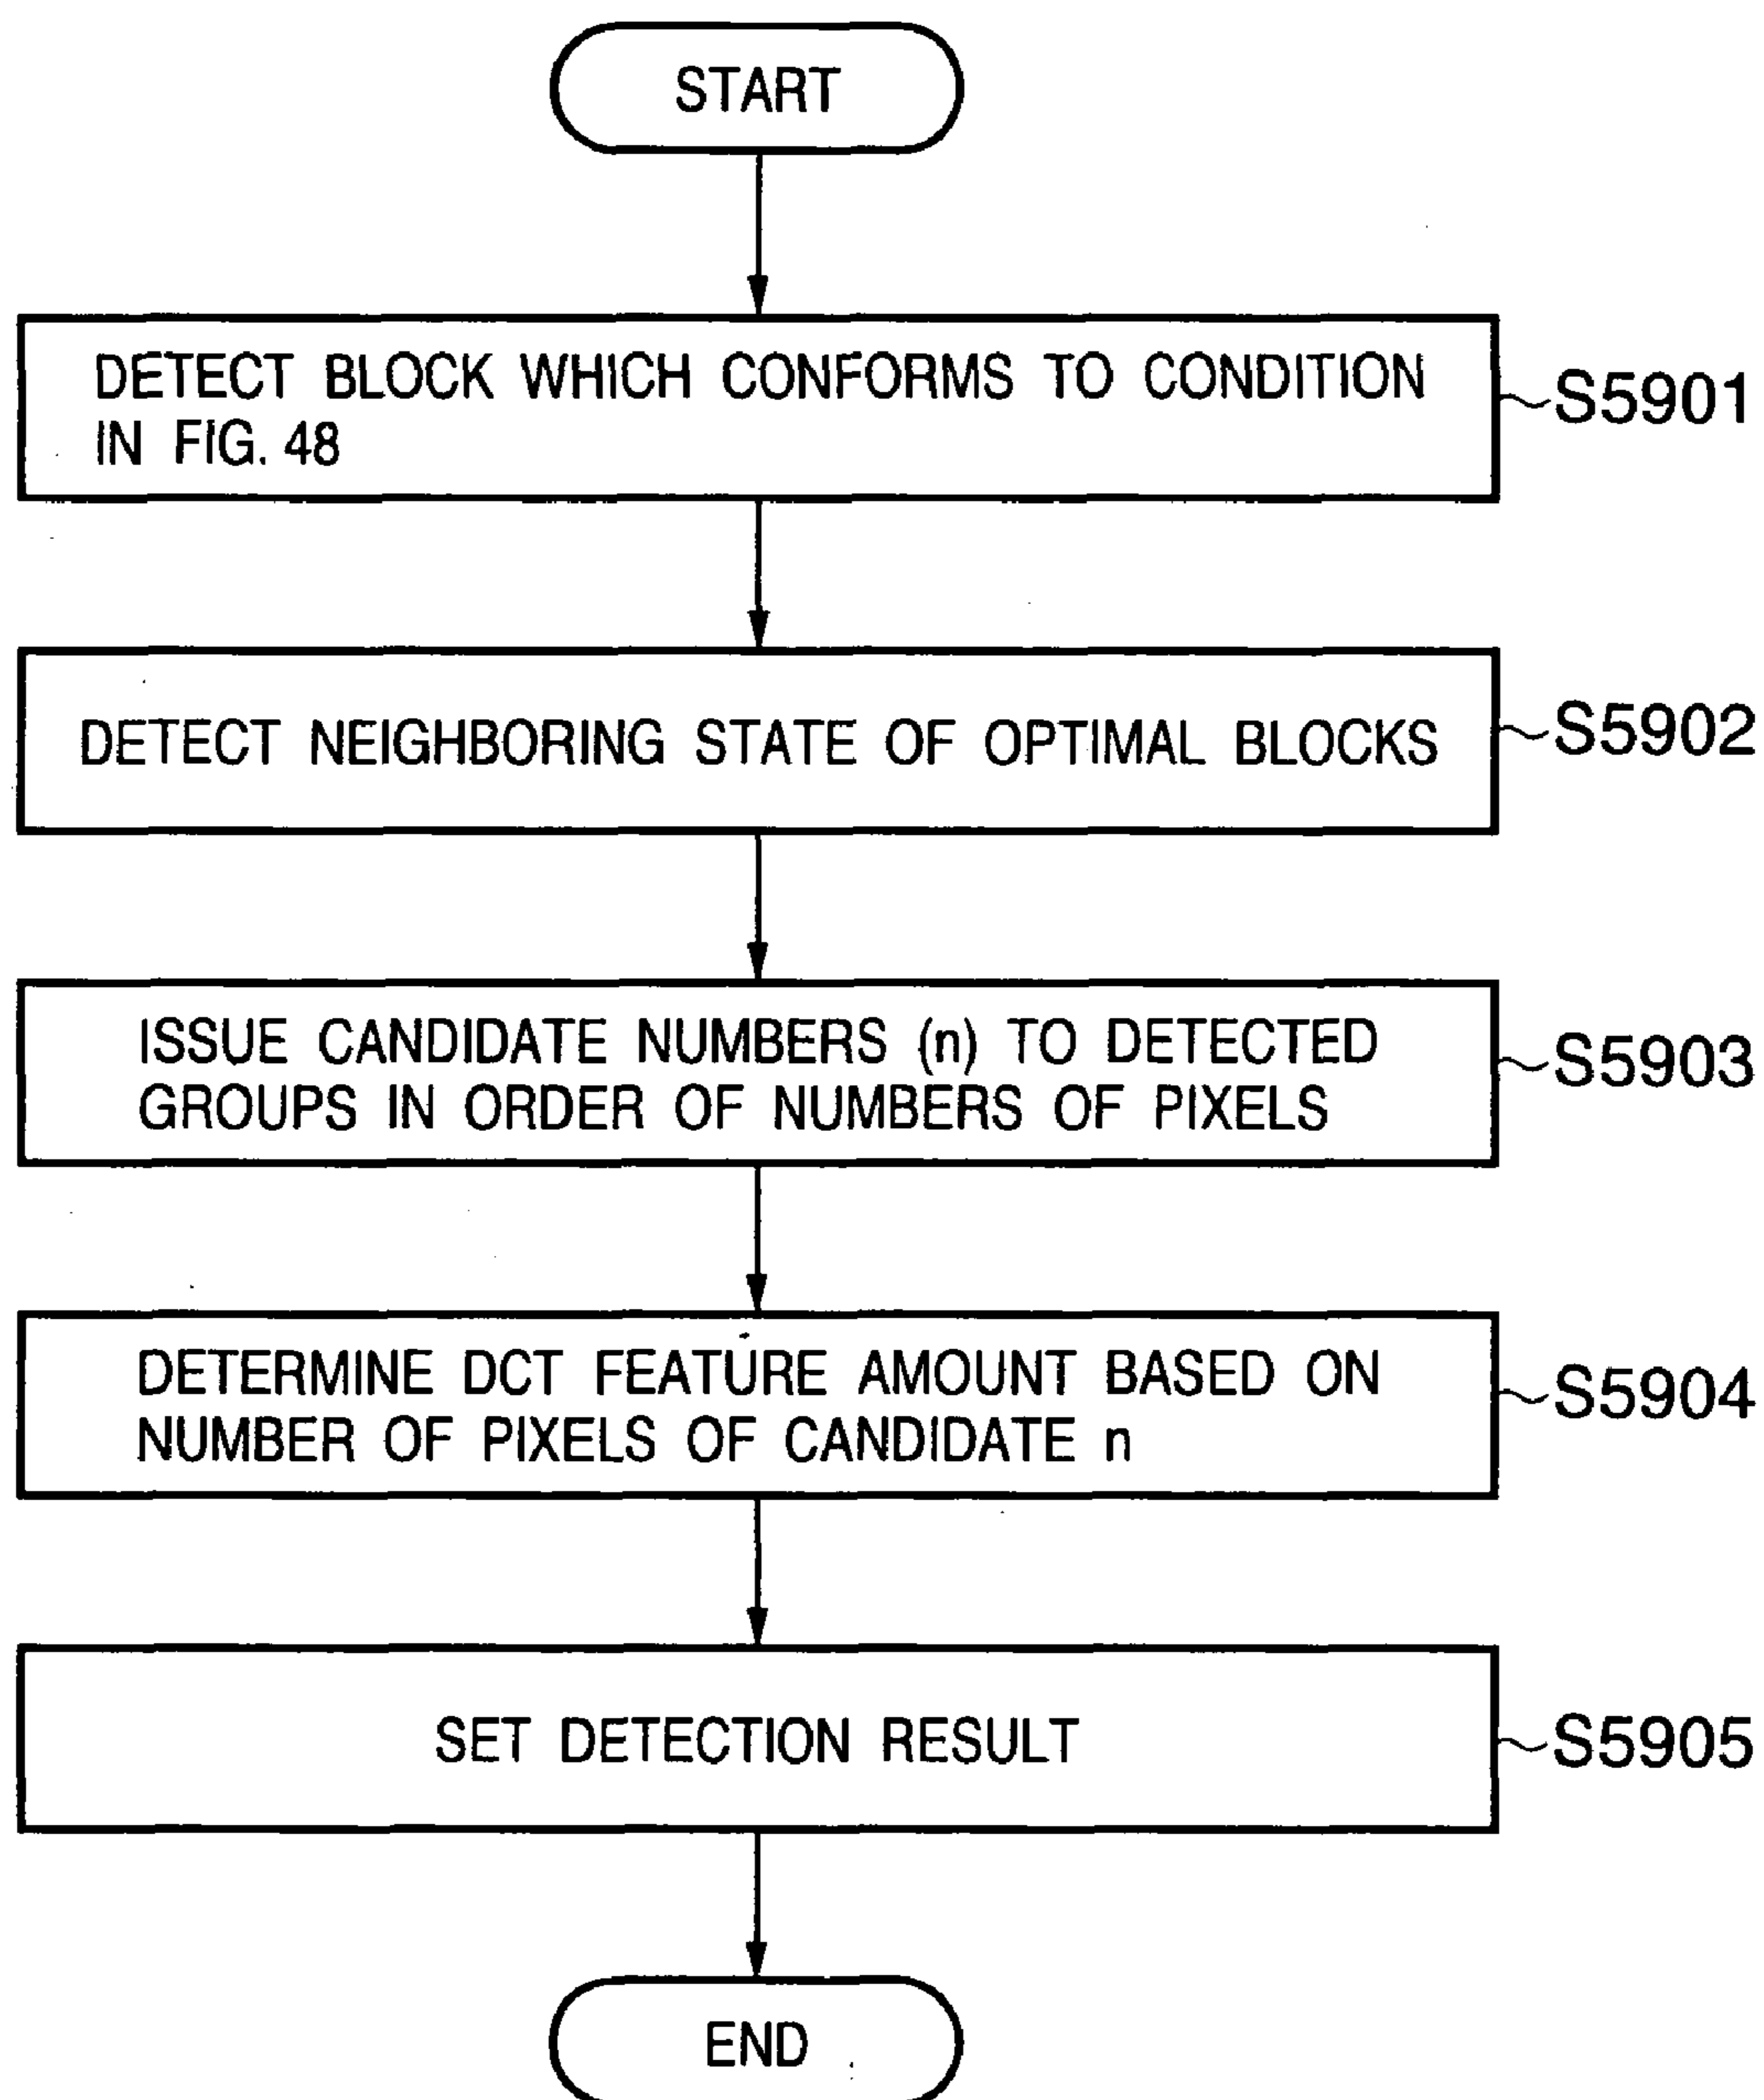 START
DETECT BLOCK WHICH CONFORMS TO CONDITION
IN FIG. 48
S5901
DETECT NEIGHBORING STATE OF OPTIMAL BLOCKS
S5902
ISSUE CANDIDATE NUMBERS (n) TO DETECTED
GROUPS IN ORDER OF NUMBERS OF PIXELS
S5903
DETERMINE DCT FEATURE AMOUNT BASED ON
NUMBER OF PIXELS OF CANDIDATE n
S5904
SET DETECTION RESULT
S5905
END